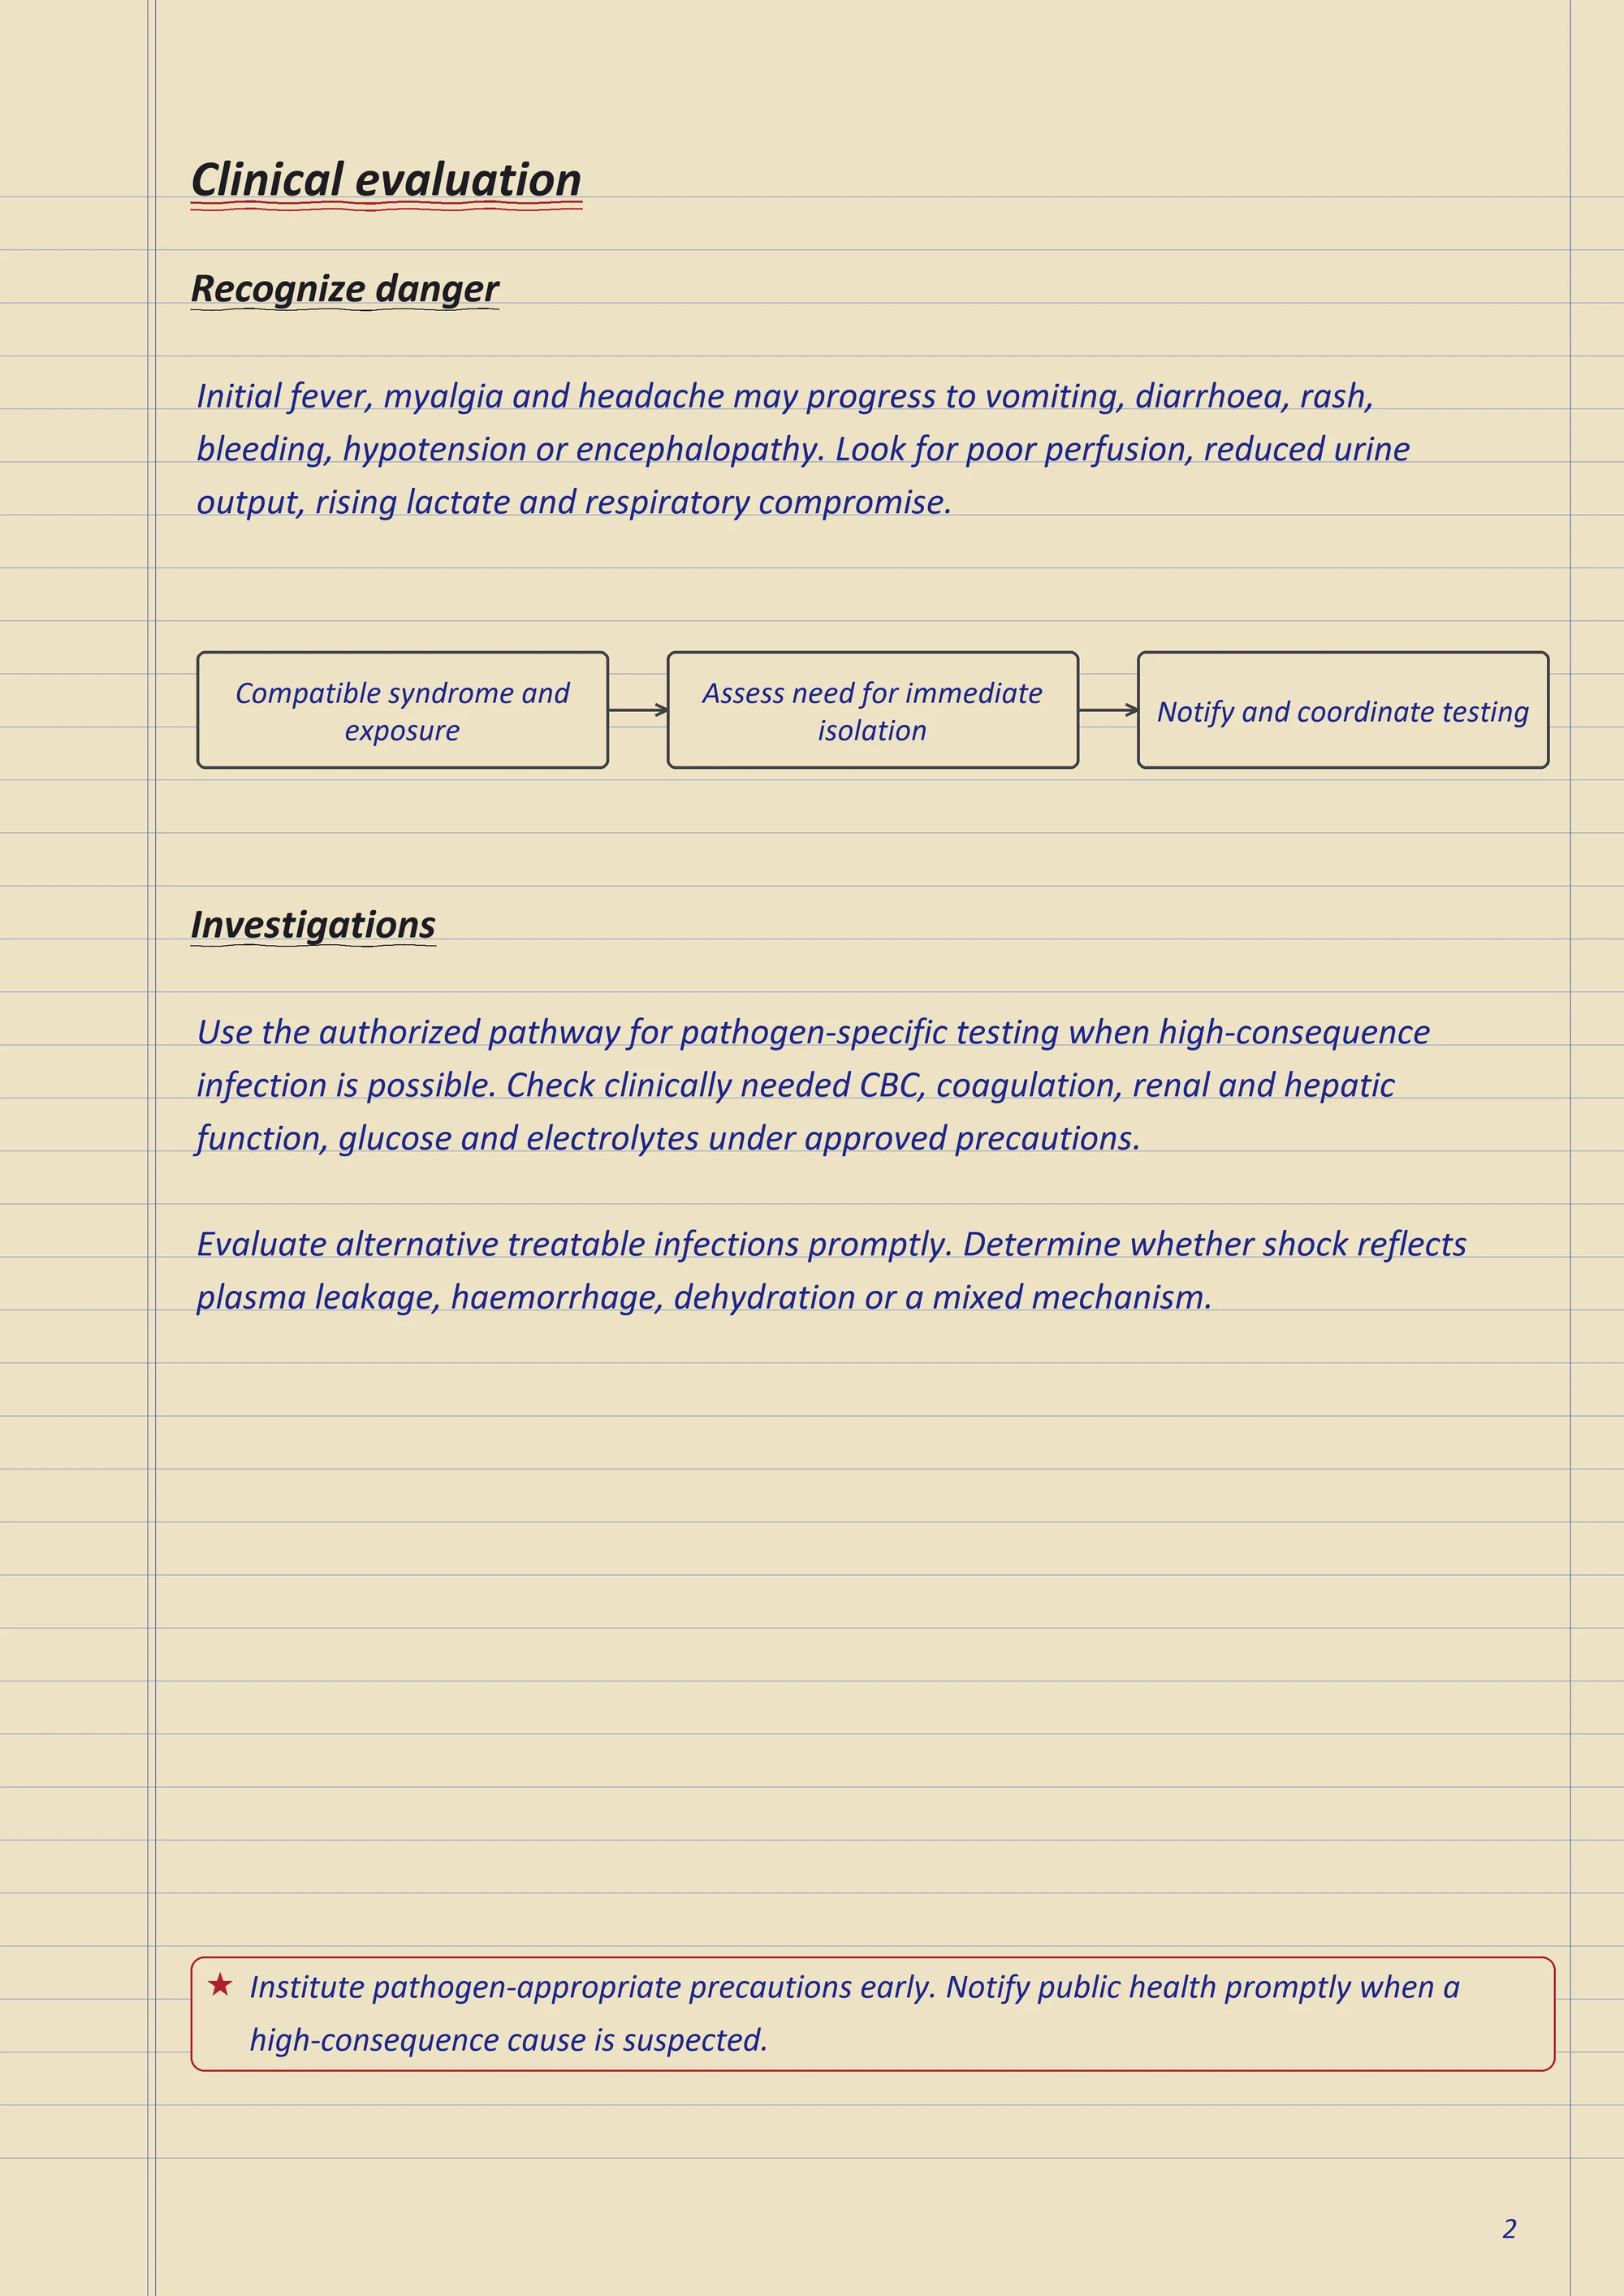 Clinical evaluation
Recognize danger
Initial fever, myalgia and headache may progress to vomiting, diarrhoea, rash,
bleeding, hypotension or encephalopathy. Look for poor perfusion, reduced urine
output, rising lactate and respiratory compromise.
Compatible syndrome and
exposure
Assess need for immediate
isolation
Notify and coordinate testing
Investigations
Use the authorized pathway for pathogen-specific testing when high-consequence
infection is possible. Check clinically needed CBC, coagulation, renal and hepatic
function, glucose and electrolytes under approved precautions.
Evaluate alternative treatable infections promptly. Determine whether shock reflects
plasma leakage, haemorrhage, dehydration or a mixed mechanism.
★ Institute pathogen-appropriate precautions early. Notify public health promptly when a
high-consequence cause is suspected.
2